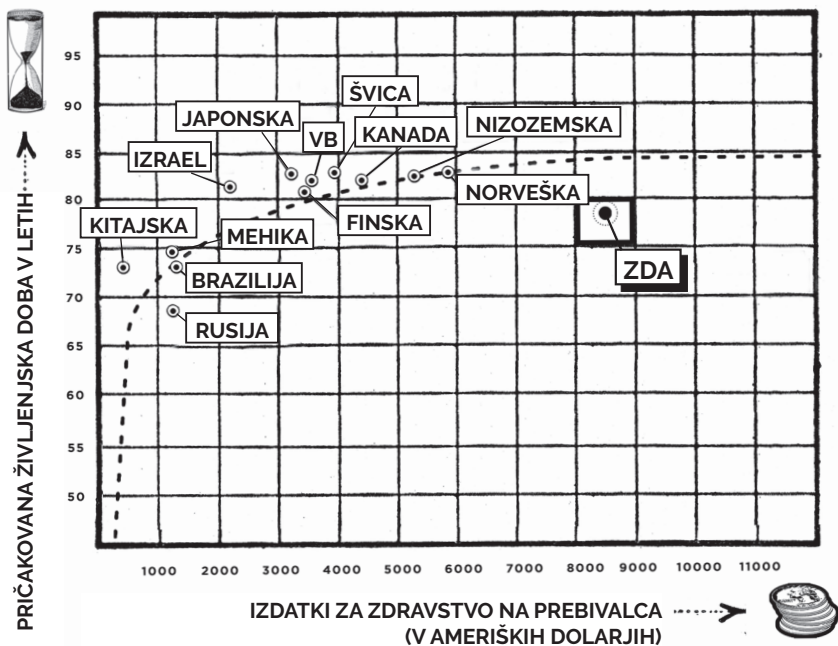 95
90
85
80
75
70
65
60
55
50
PRIČAKOVANA ŽIVLJENJSKA DOBA V LETIH
ŠVICA
JAPONSKA
VB
KANADA
NIZOZEMSKA
IZRAEL
NORVEŠKA
KITAJSKA
FINSKA
MEHIKA
BRAZILIJA
ZDA
RUSIJA
1000 2000 3000 4000 5000 6000 7000 8000 9000 10000 11000
IZDATKI ZA ZDRAVSTVO NA PREBIVALCA
(V AMERIŠKIH DOLARJIH)